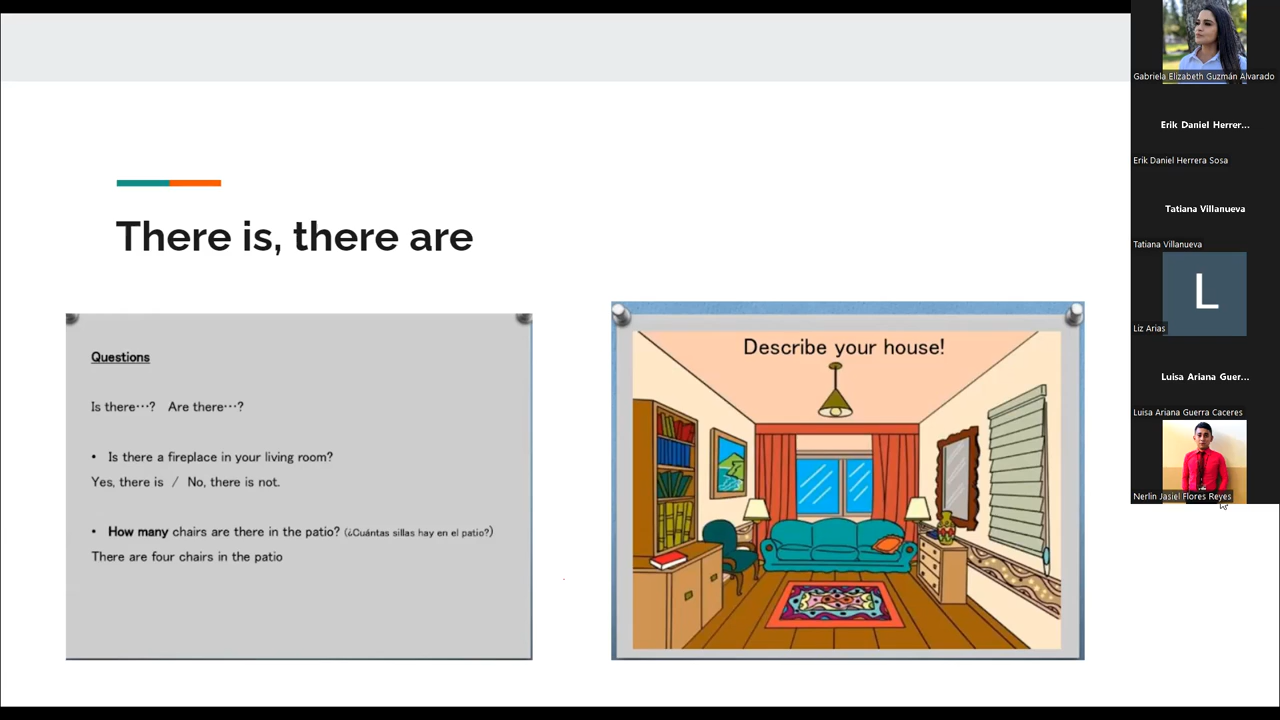 There is, there are
Questions
Is there…? Are there…?
• Is there a fireplace in your living room?
Yes, there is / No, there is not.
• How many chairs are there in the patio? (¿Cuántas sillas hay en el patio?)
There are four chairs in the patio
Describe your house!
Gabriela Elizabeth Guzmán Alvarado
Erik Daniel Herrer...
Erik Daniel Herrera Sosa
Tatiana Villanueva
Tatiana Villanueva
L
Liz Arias
Luisa Ariana Guer...
Luisa Ariana Guerra Caceres
Nerlin Jasiel Flores Reyes